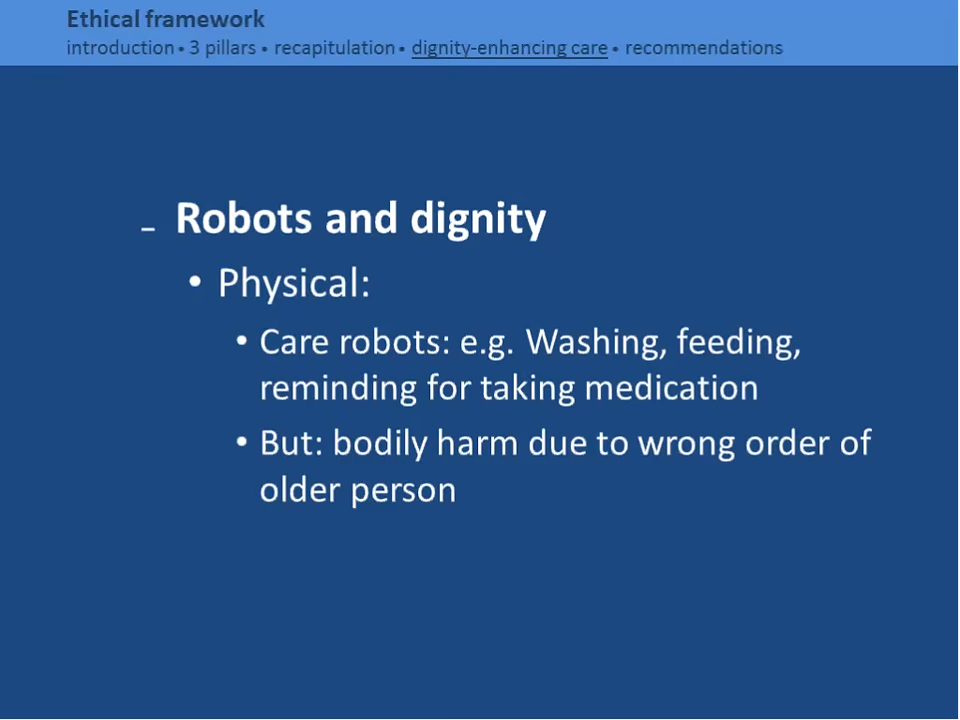 Ethical framework
introduction • 3 pillars • recapitulation • dignity-enhancing care • recommendations
– Robots and dignity
• Physical:
• Care robots: e.g. Washing, feeding,
reminding for taking medication
• But: bodily harm due to wrong order of
older person